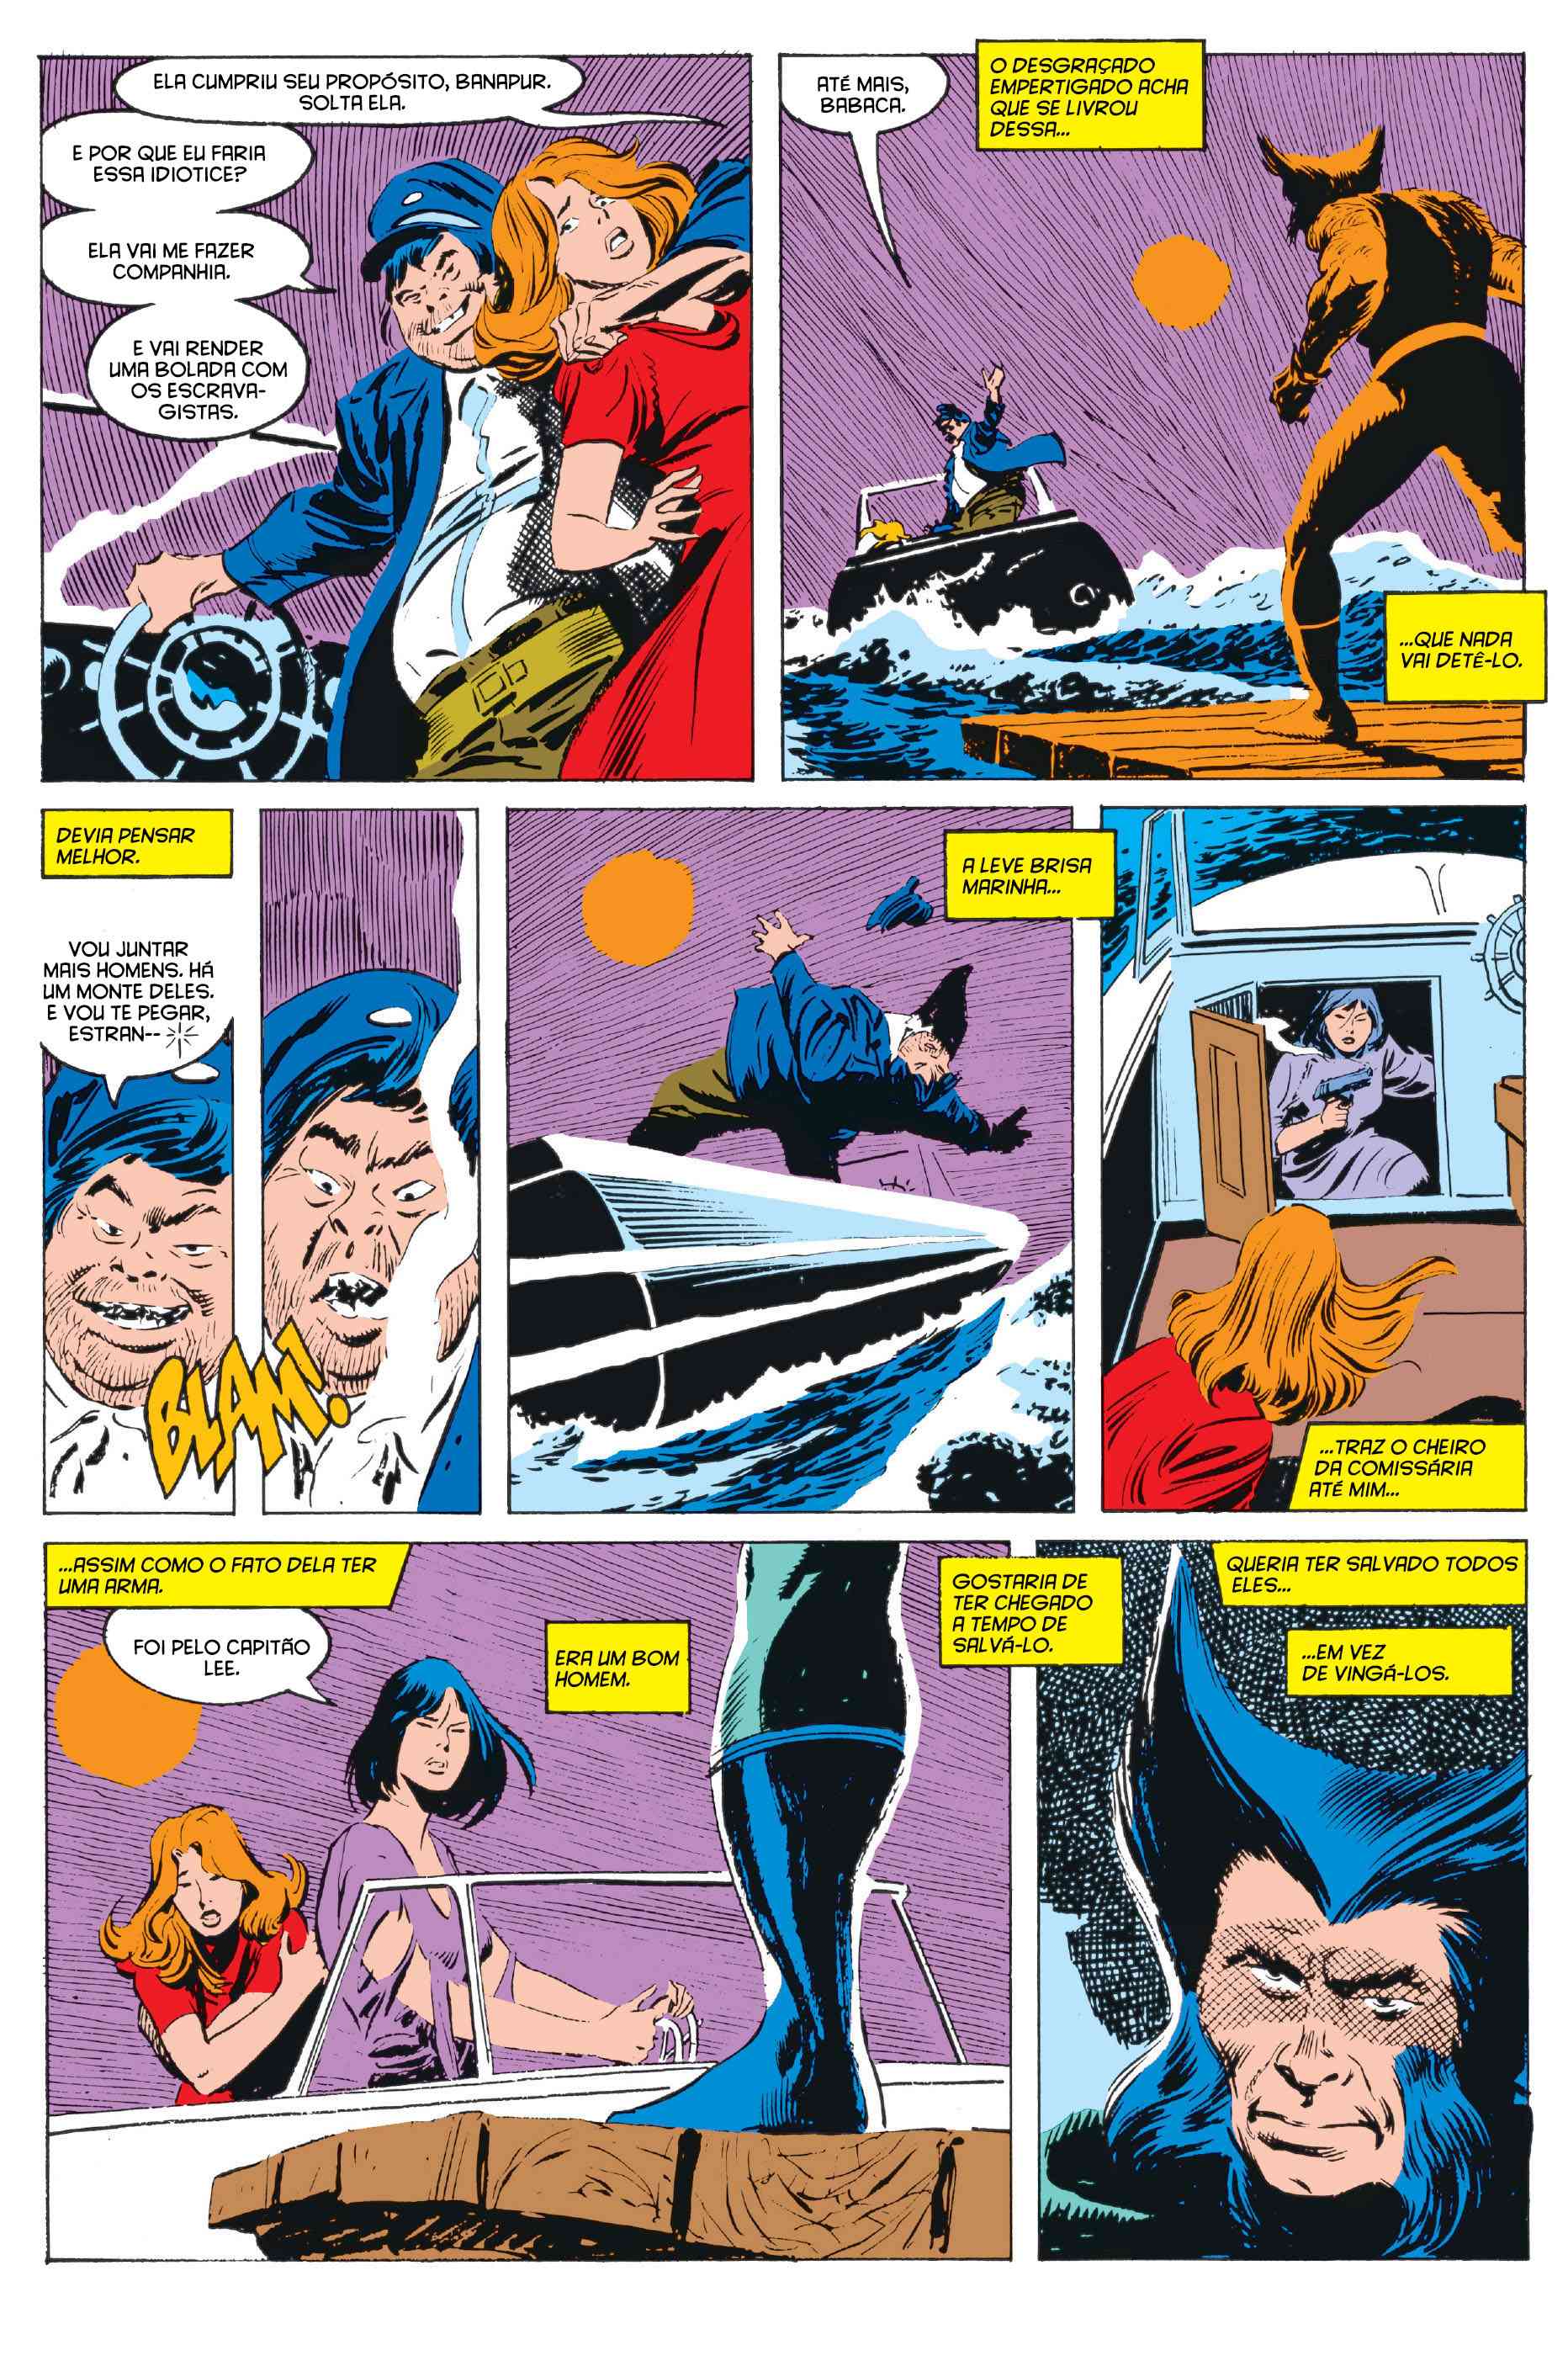 ELA CUMPRIU SEU PROPÓSITO, BANAPUR.
SOLTA ELA.
E POR QUE EU FARIA
ESSA IDIOTICE?
ELA VAI ME FAZER
COMPANHIA.
E VAI RENDER
UMA BOLADA COM
OS ESCRAVA-
GISTAS.
ATÉ MAIS,
BABACA.
O DESGRAÇADO
EMPERTIGADO ACHA
QUE SE LIVROU
DESSA...
...QUE NADA
VAI DETÊ-LO.
DEVIA PENSAR
MELHOR.
VOU JUNTAR
MAIS HOMENS. HÁ
UM MONTE DELES.
E VOU TE PEGAR,
ESTRAN--
BLAM!
A LEVE BRISA
MARINHA...
...TRAZ O CHEIRO
DA COMISSÁRIA
ATÉ MIM...
...ASSIM COMO O FATO DELA TER
UMA ARMA.
FOI PELO CAPITÃO
LEE.
ERA UM BOM
HOMEM.
GOSTARIA DE
TER CHEGADO
A TEMPO DE
SALVÁ-LO.
QUERIA TER SALVADO TODOS
ELES...
...EM VEZ
DE VINGÁ-LOS.